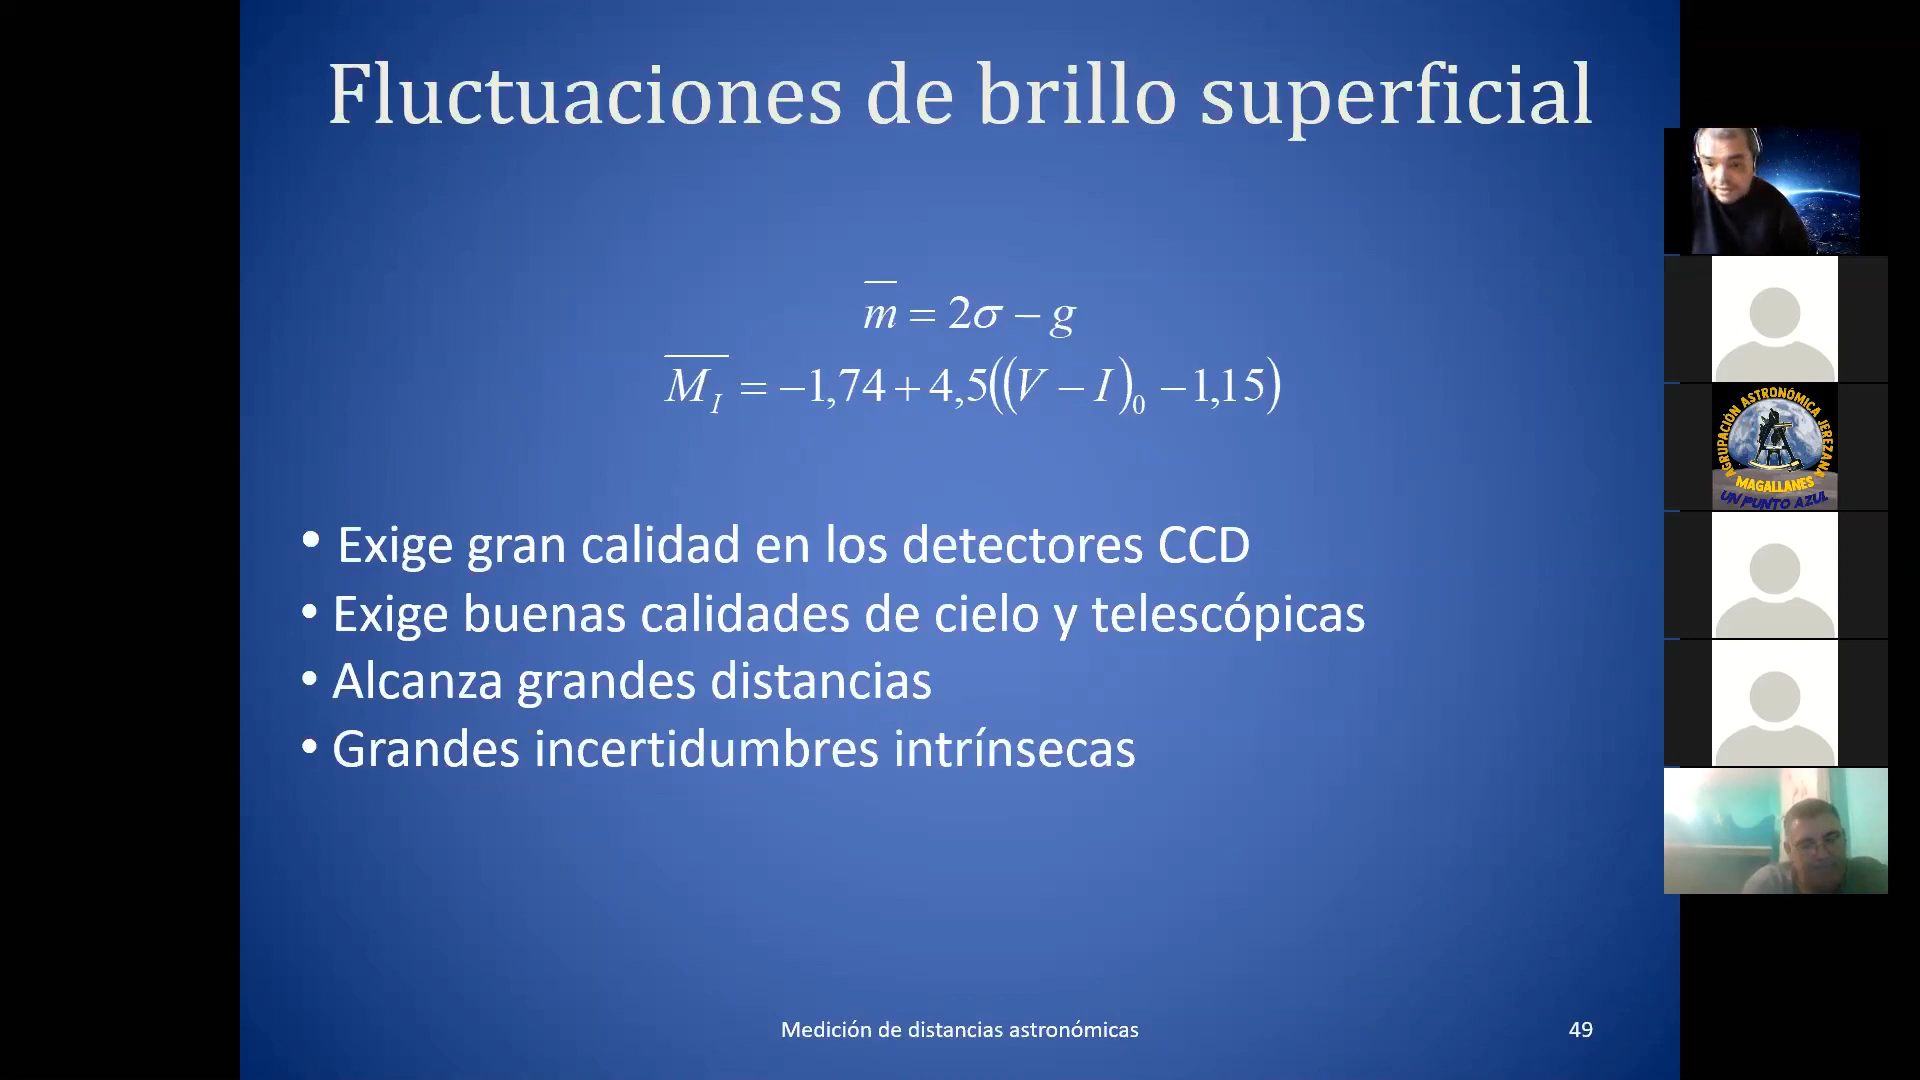 Fluctuaciones de brillo superficial
m̅ = 2σ − g
M̅_I = −1,74 + 4,5((V − I)₀ − 1,15)
• Exige gran calidad en los detectores CCD
• Exige buenas calidades de cielo y telescópicas
• Alcanza grandes distancias
• Grandes incertidumbres intrínsecas
Medición de distancias astronómicas
49
AGRUPACIÓN ASTRONÓMICA JEREZANA
MAGALLANES
UN PUNTO AZUL